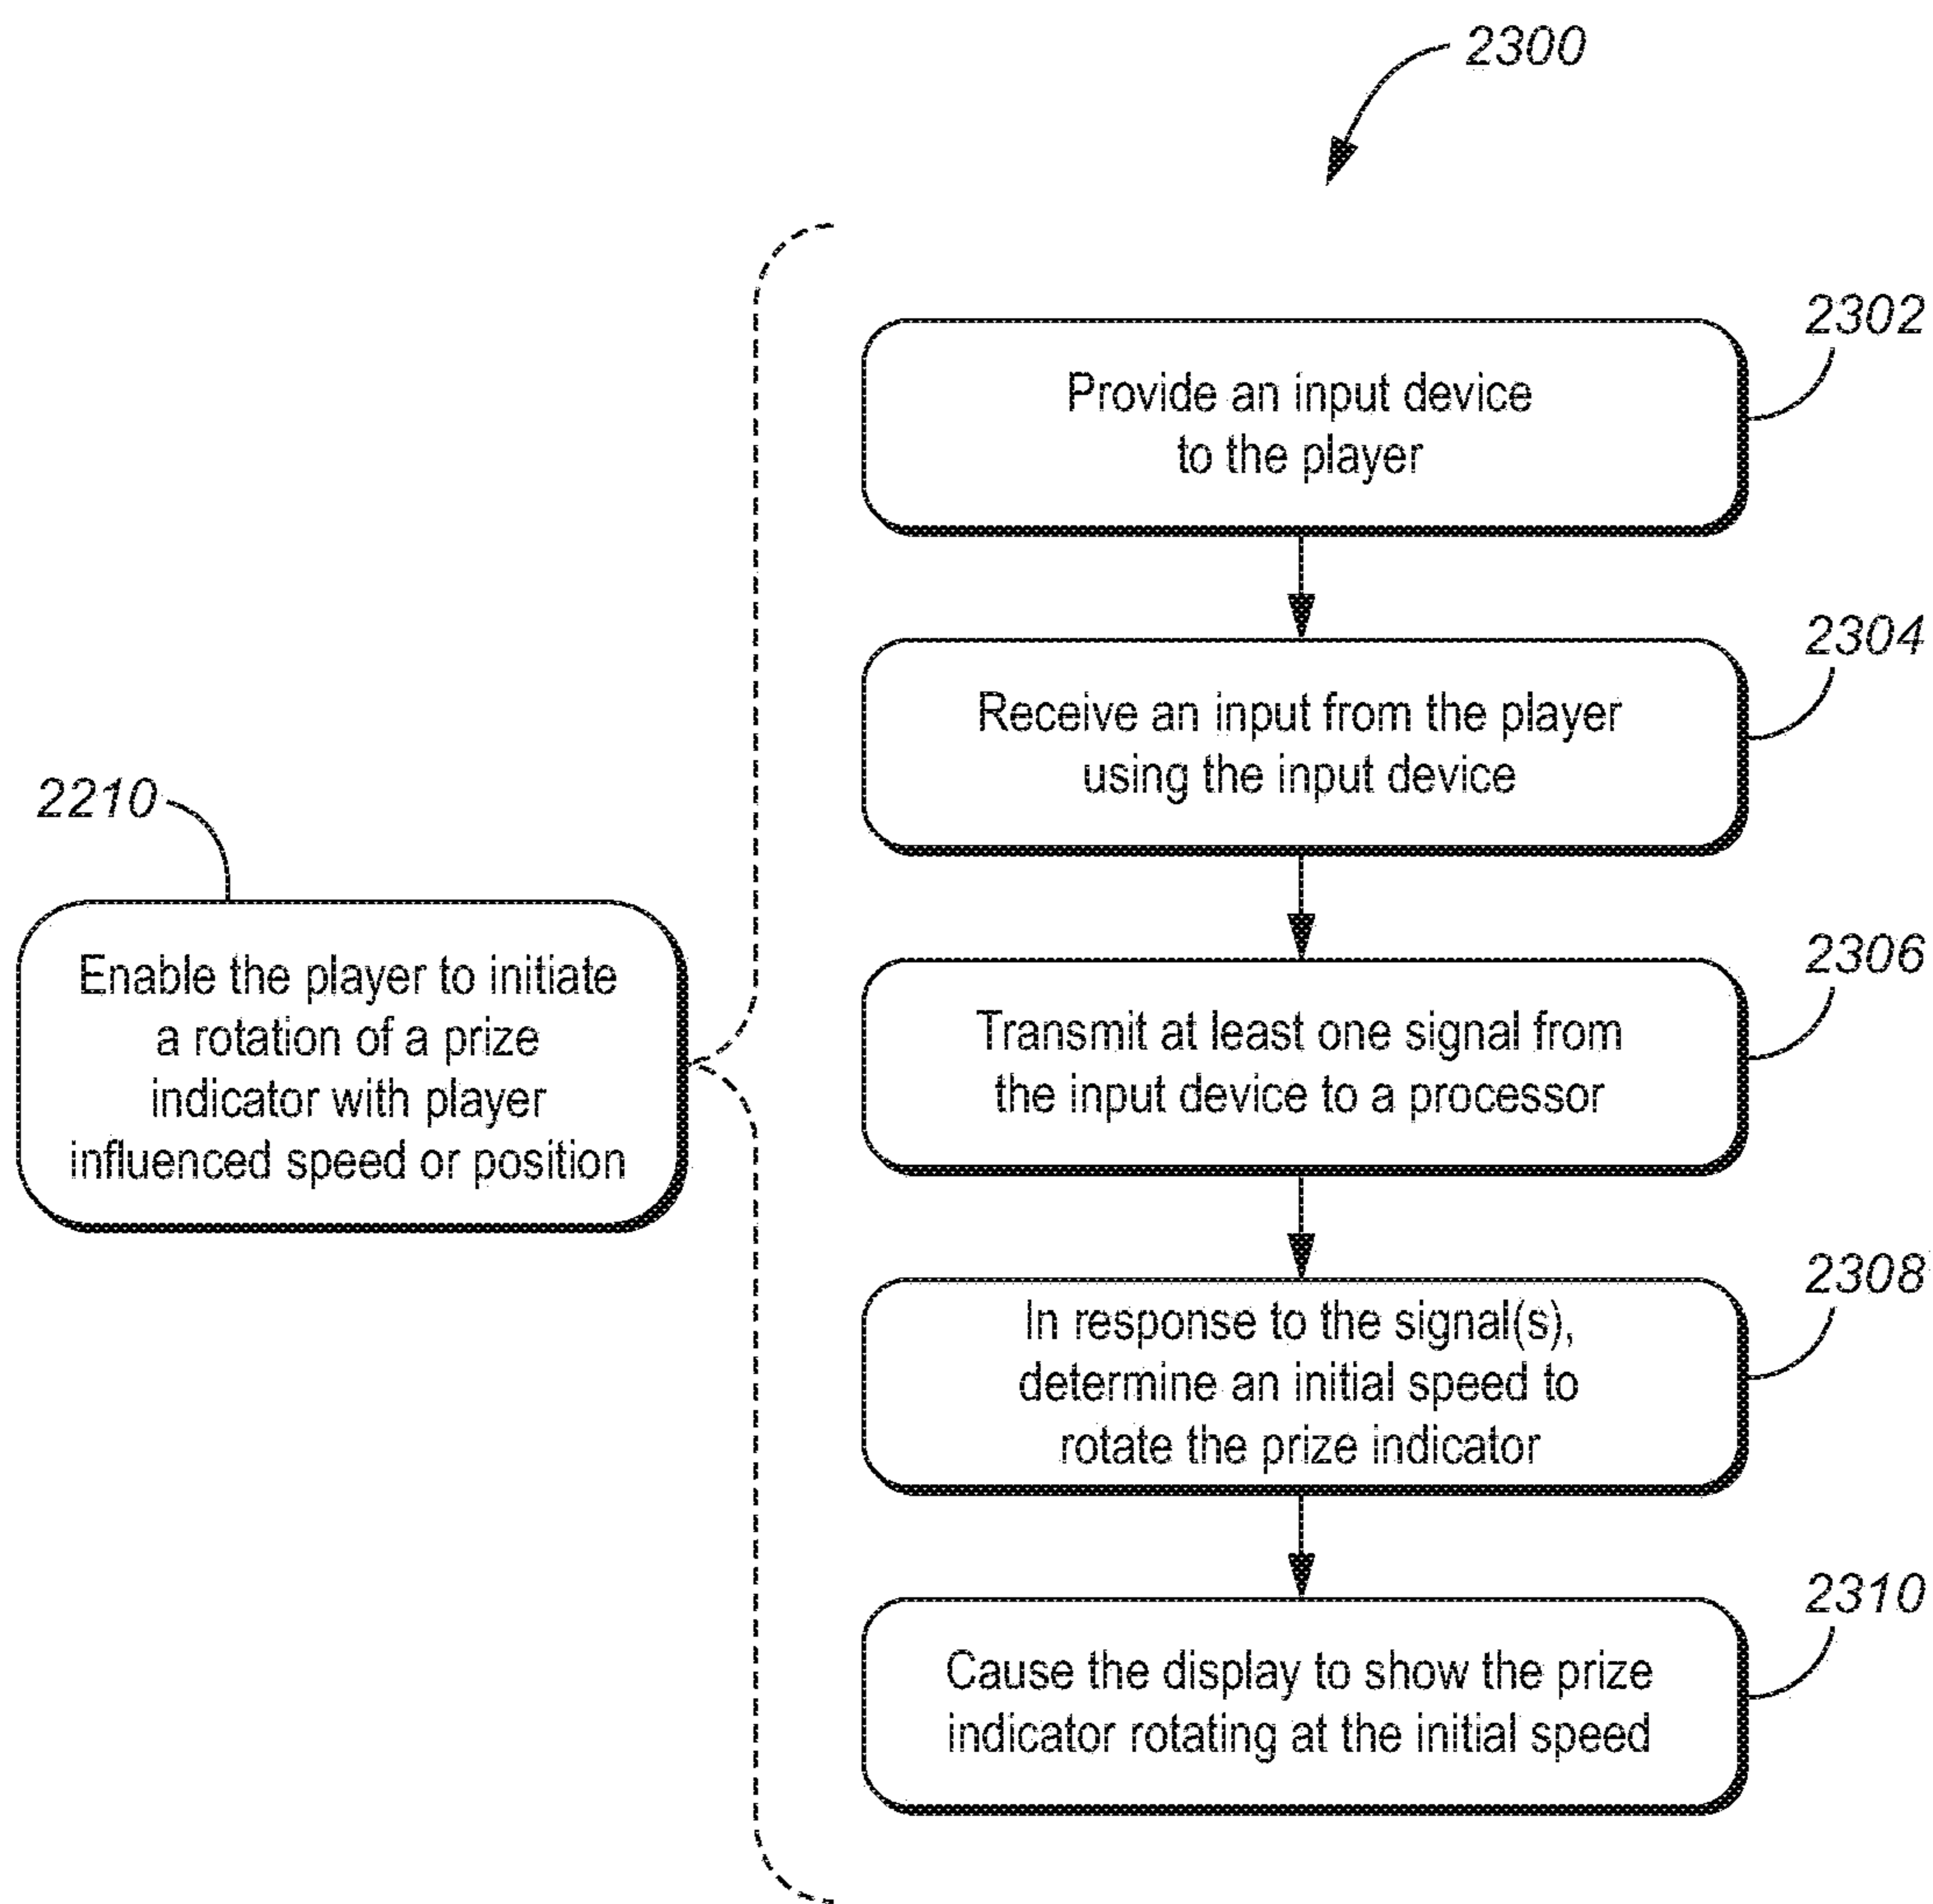 2300
2302
Provide an input device
to the player
2304
Receive an input from the player
using the input device
2210
Enable the player to initiate
a rotation of a prize
indicator with player
influenced speed or position
2306
Transmit at least one signal from
the input device to a processor
2308
In response to the signal(s),
determine an initial speed to
rotate the prize indicator
2310
Cause the display to show the prize
indicator rotating at the initial speed